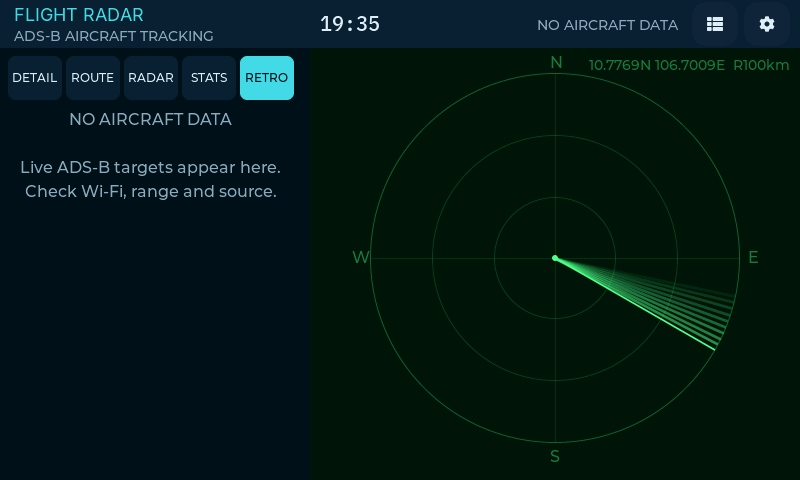 FLIGHT RADAR
ADS-B AIRCRAFT TRACKING
19:35
NO AIRCRAFT DATA
DETAIL
ROUTE
RADAR
STATS
RETRO
NO AIRCRAFT DATA
Live ADS-B targets appear here.
Check Wi-Fi, range and source.
N
10.7769N 106.7009E R100km
W
E
S